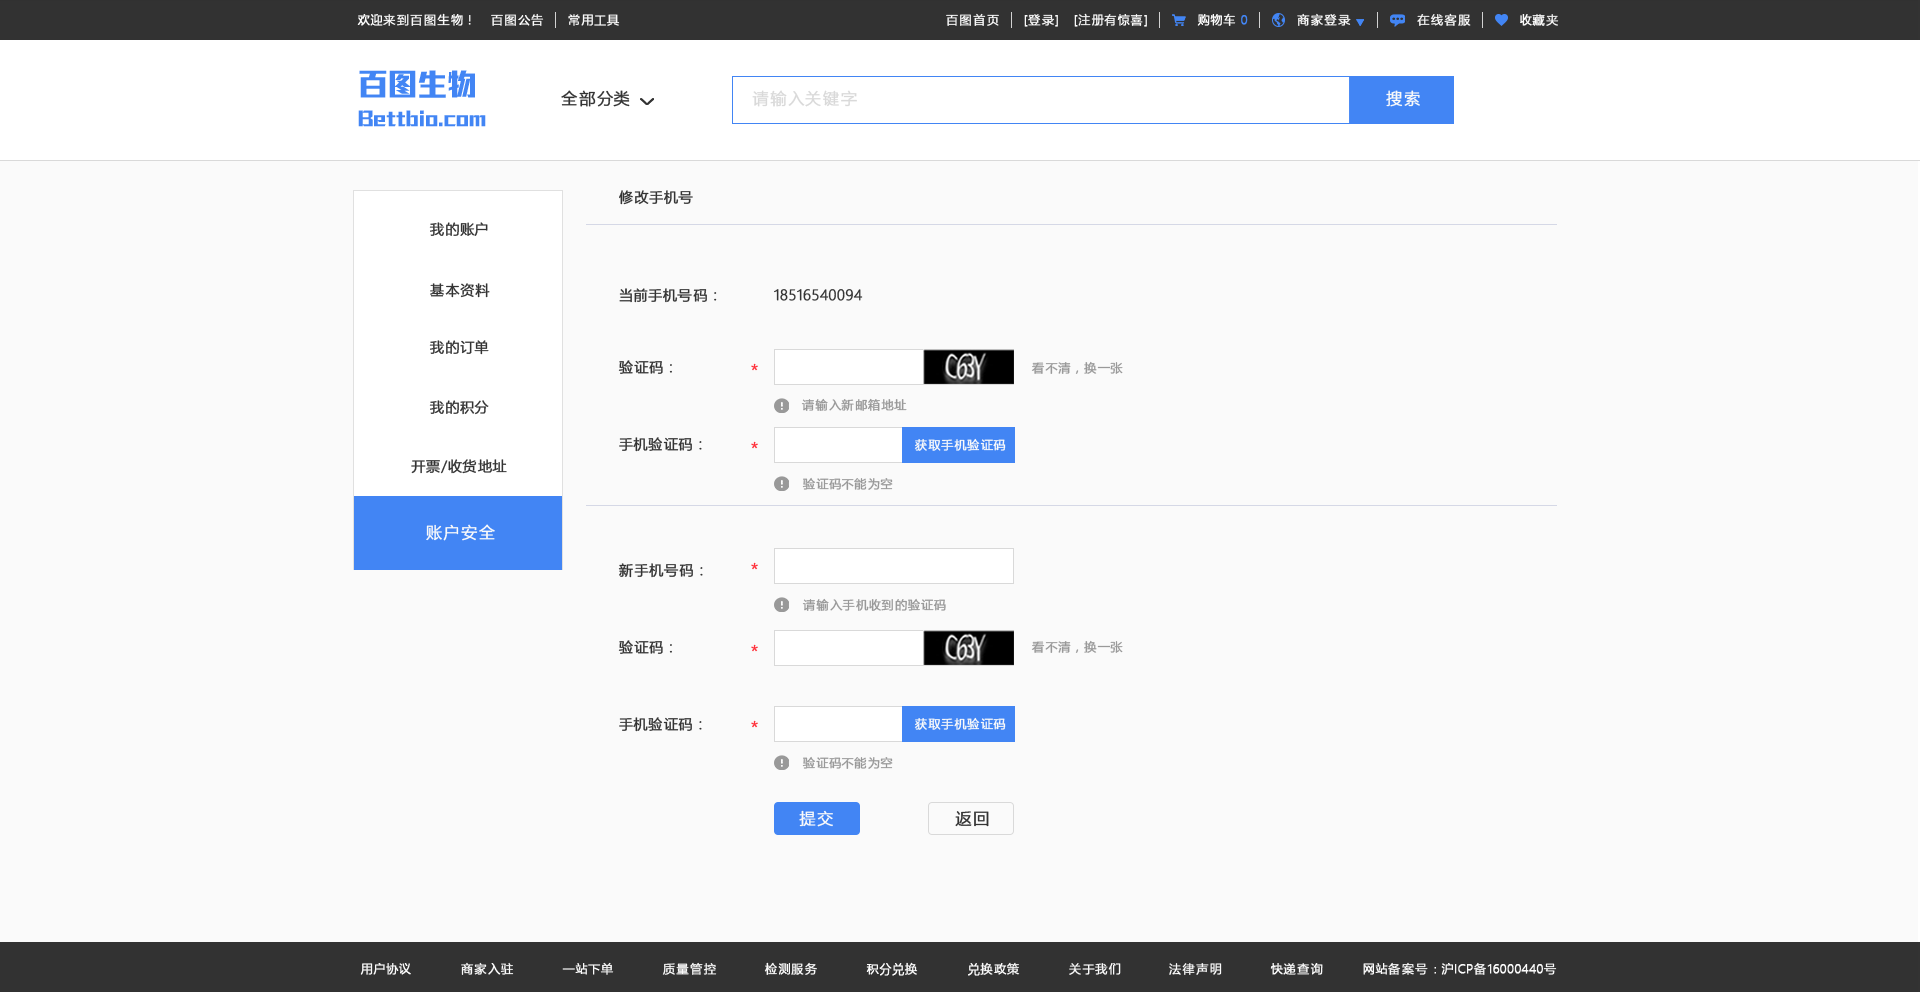 欢迎来到百图生物！ 百图公告 常用工具 百图首页 [登录] [注册有惊喜] 购物车 0 商家登录 在线客服 收藏夹
百图生物
Bettbio.com
全部分类
请输入关键字
搜索
修改手机号
我的账户
基本资料
我的订单
我的积分
开票/收货地址
账户安全
当前手机号码： 18516540094
验证码： * C63Y 看不清，换一张
请输入新邮箱地址
手机验证码： * 获取手机验证码
验证码不能为空
新手机号码： *
请输入手机收到的验证码
验证码： * C63Y 看不清，换一张
手机验证码： * 获取手机验证码
验证码不能为空
提交 返回
用户协议 商家入驻 一站下单 质量管控 检测服务 积分兑换 兑换政策 关于我们 法律声明 快递查询 网站备案号：沪ICP备16000440号